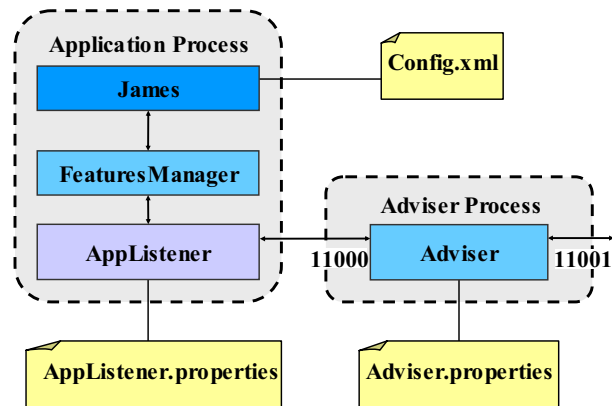 Application Process
James
Config.xml
FeaturesManager
AppListener
Adviser Process
11000
Adviser
11001
AppListener.properties
Adviser.properties